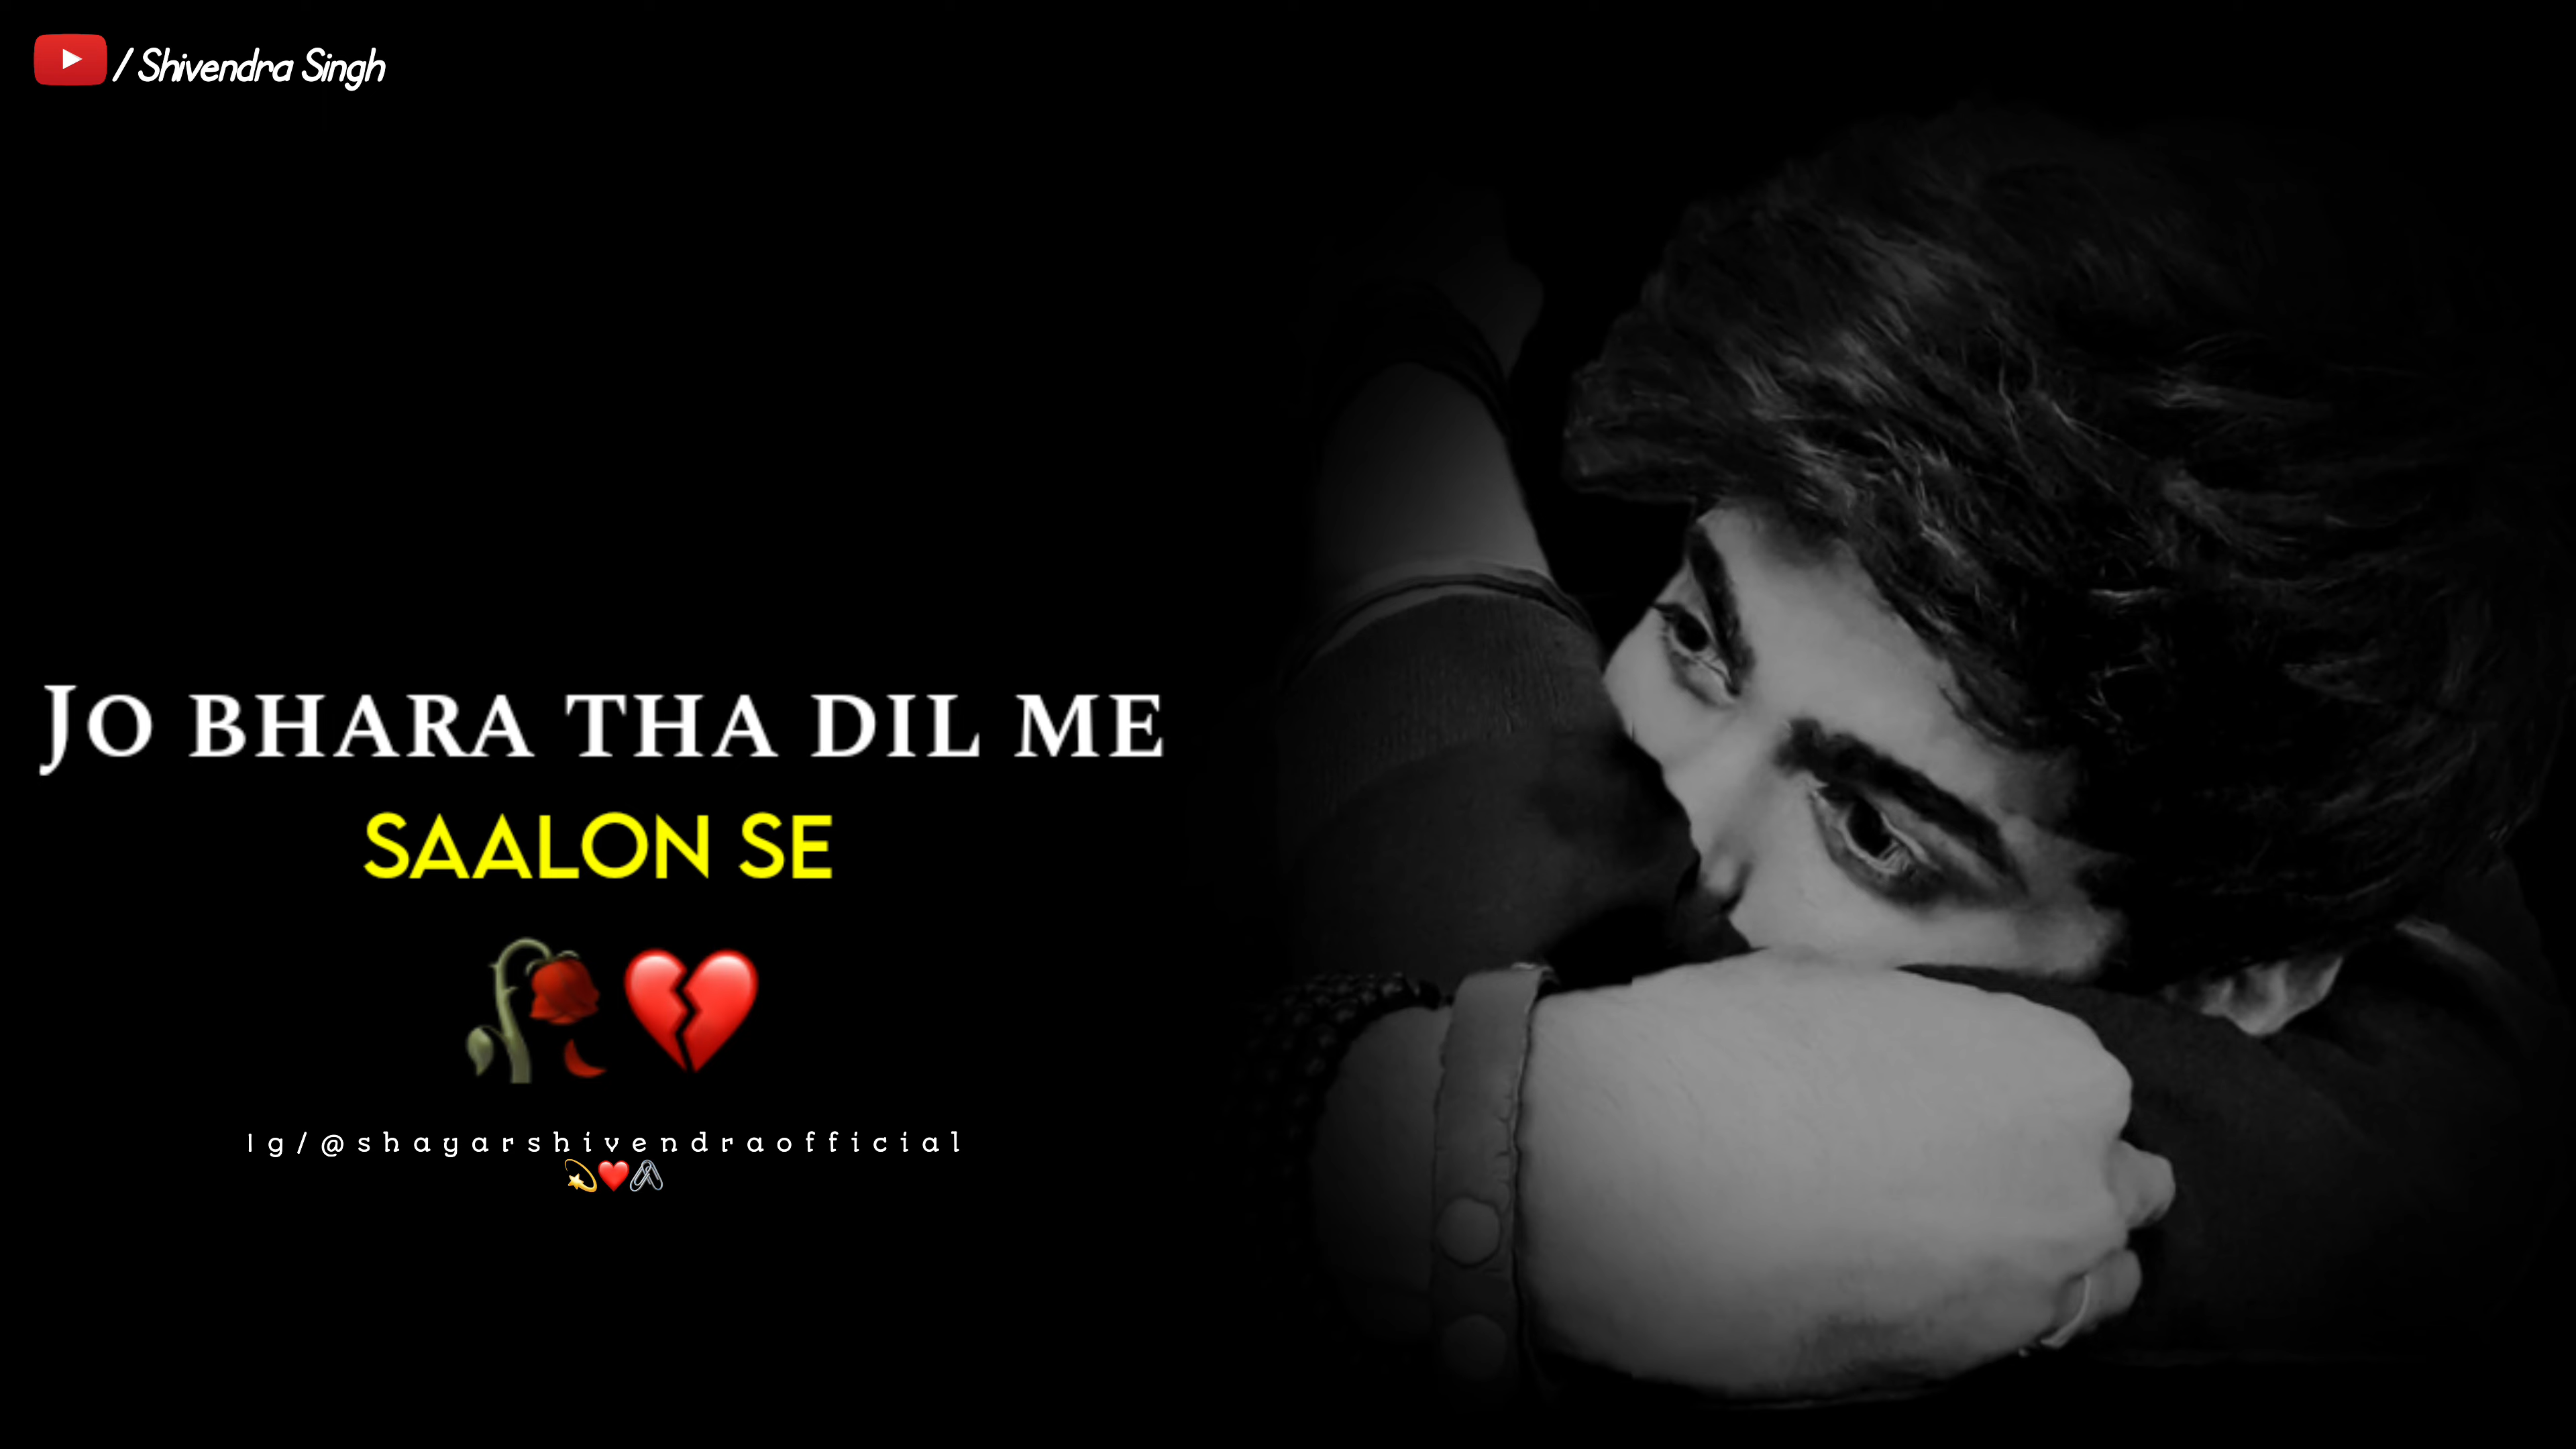 / Shivendra Singh
Jo BHARA THA DIL ME
SAALON SE
🥀💔
Ig/@shayarshivendraofficial
💫❤️🖇️